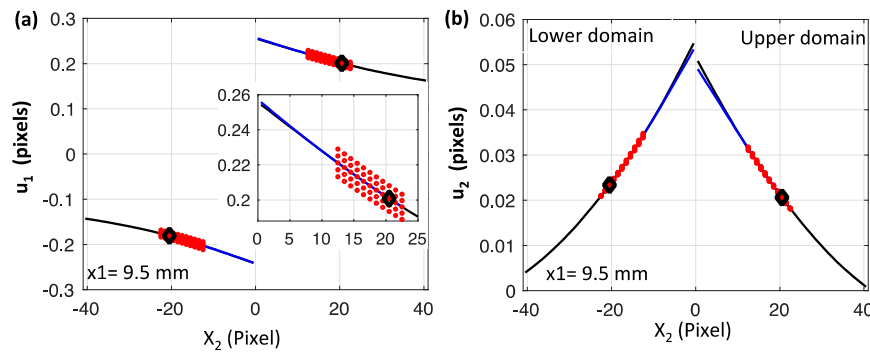 (a)
0.3
0.2
0.1
0
-0.1
-0.2
-0.3
u1 (pixels)
0.26
0.24
0.22
0.2
0 5 10 15 20 25
x1= 9.5 mm
-40 -20 0 20 40
X2 (Pixel)
(b)
Lower domain Upper domain
0.06
0.05
0.04
0.03
0.02
0.01
0
u2 (pixels)
x1= 9.5 mm
-40 -20 0 20 40
X2 (Pixel)